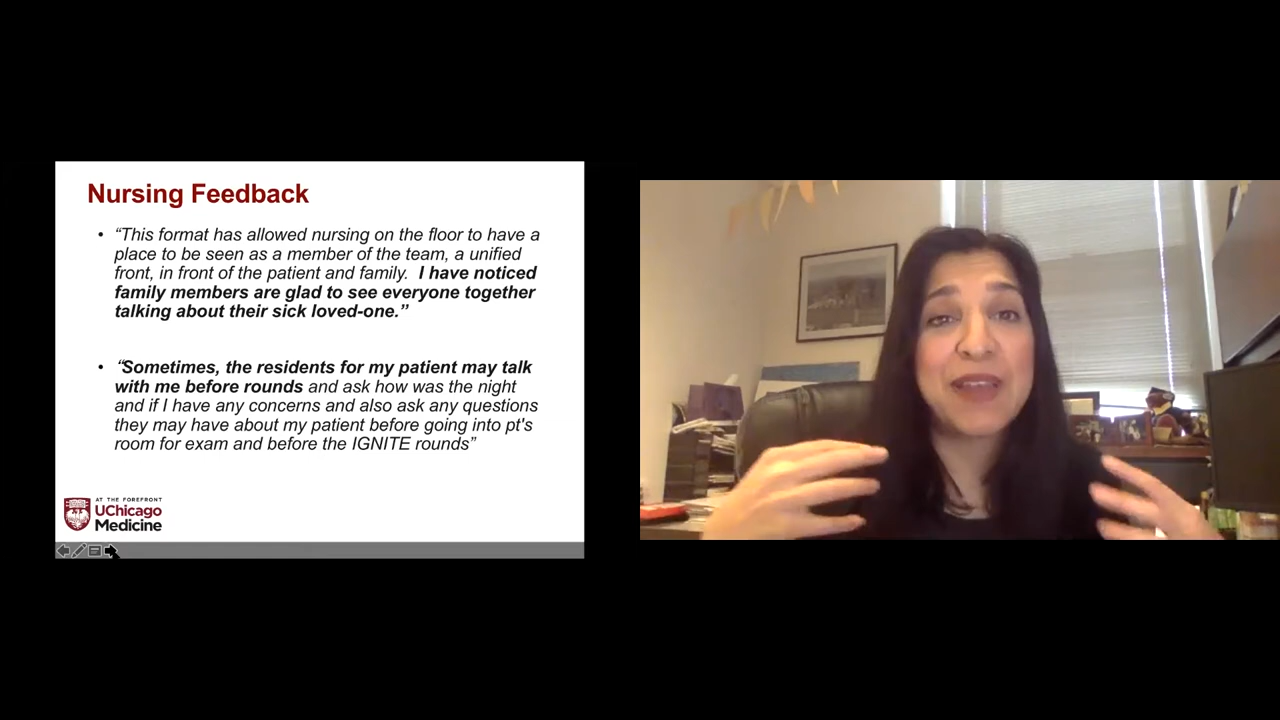 Nursing Feedback
• “This format has allowed nursing on the floor to have a
place to be seen as a member of the team, a unified
front, in front of the patient and family. I have noticed
family members are glad to see everyone together
talking about their sick loved-one.”
• “Sometimes, the residents for my patient may talk
with me before rounds and ask how was the night
and if I have any concerns and also ask any questions
they may have about my patient before going into pt's
room for exam and before the IGNITE rounds”
AT THE FOREFRONT
UChicago
Medicine